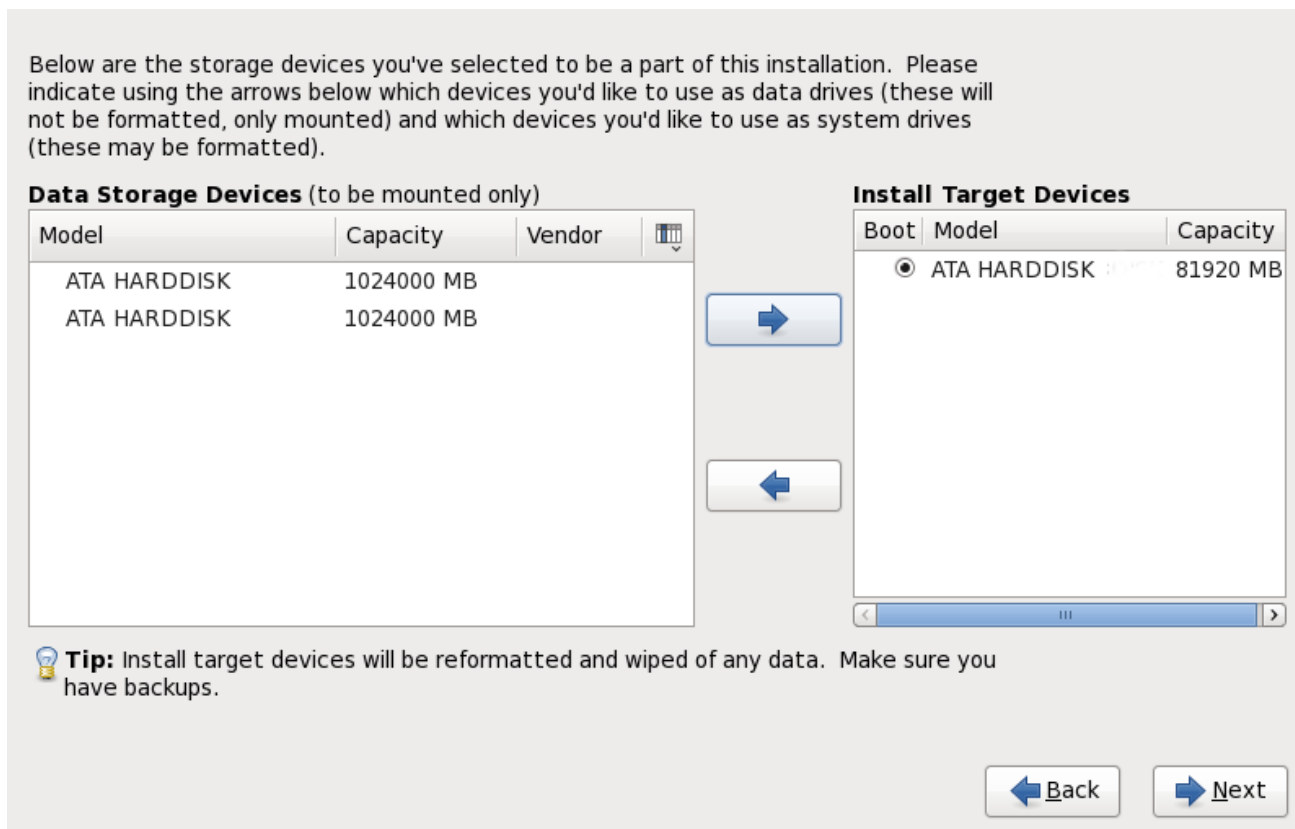 Below are the storage devices you've selected to be a part of this installation.  Please
indicate using the arrows below which devices you'd like to use as data drives (these will
not be formatted, only mounted) and which devices you'd like to use as system drives
(these may be formatted).
Data Storage Devices (to be mounted only)
Model Capacity Vendor
ATA HARDDISK 1024000 MB
ATA HARDDISK 1024000 MB
Install Target Devices
Boot Model Capacity
ATA HARDDISK 81920 MB
Tip: Install target devices will be reformatted and wiped of any data.  Make sure you
have backups.
Back Next